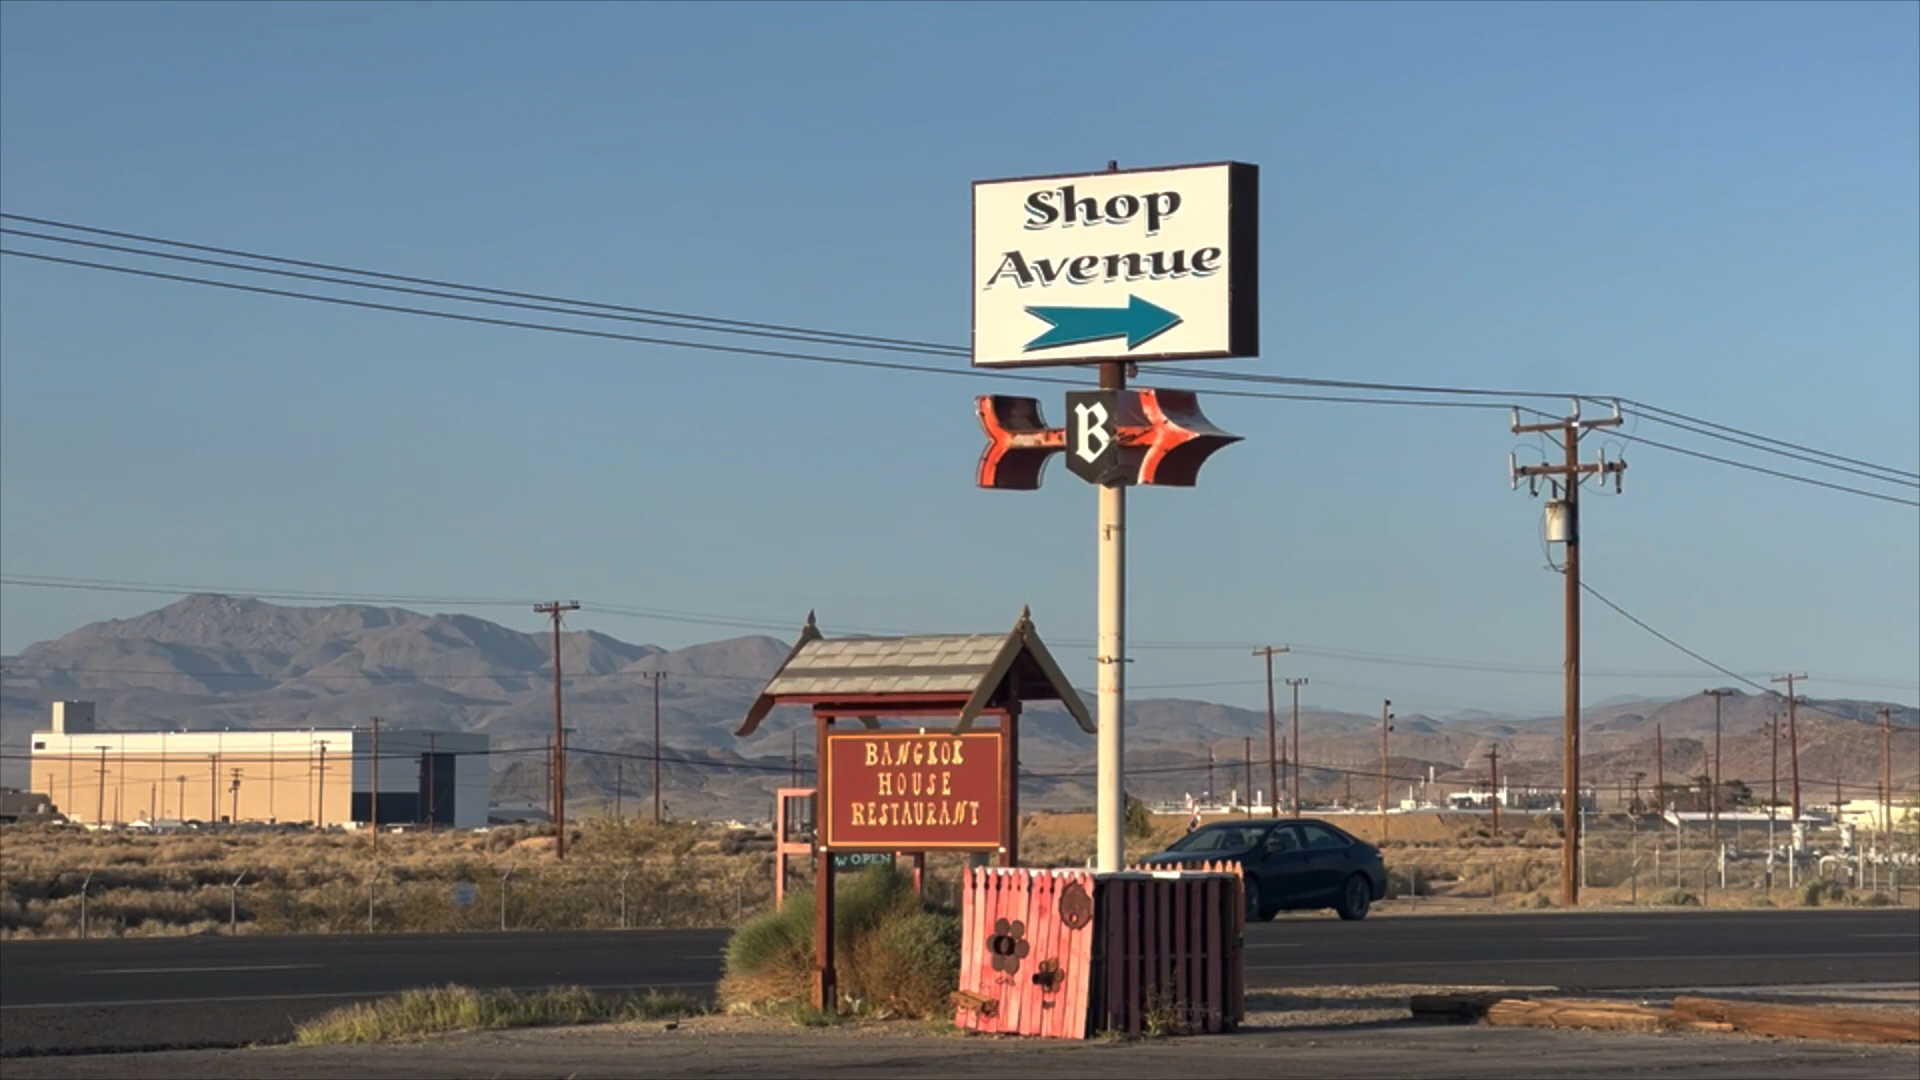 Shop
Avenue
B
BANGKOK
HOUSE
RESTAURANT
W OPEN